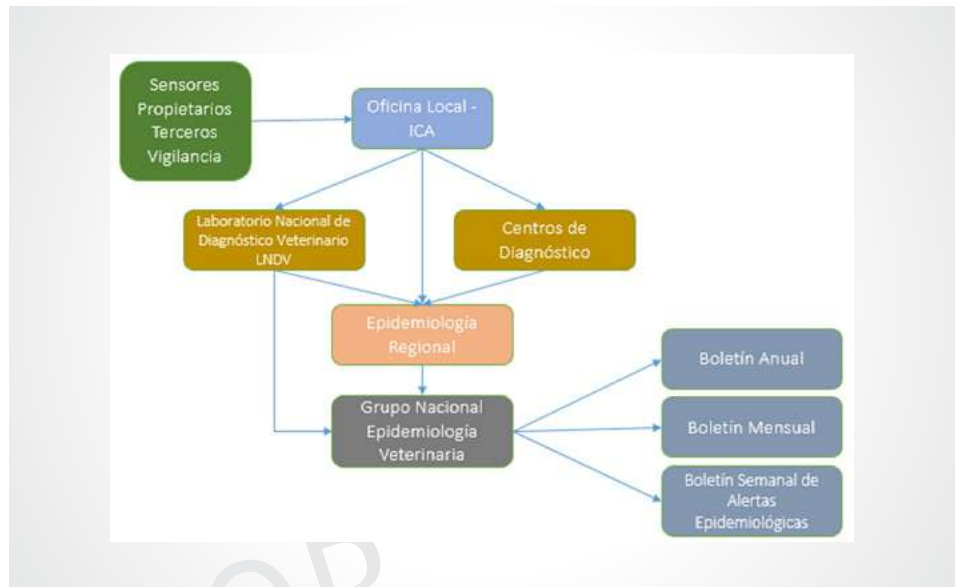 Sensores
Propietarios
Terceros
Vigilancia
Oficina Local -
ICA
Laboratorio Nacional de
Diagnóstico Veterinario
LNDV
Centros de
Diagnóstico
Epidemiología
Regional
Grupo Nacional
Epidemiología
Veterinaria
Boletín Anual
Boletín Mensual
Boletín Semanal de
Alertas
Epidemiológicas